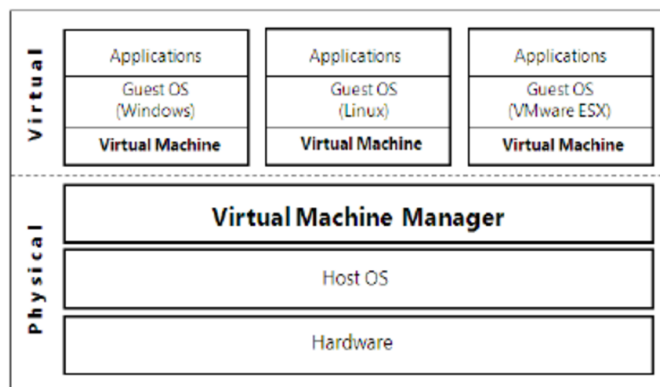 Virtual
Applications
Guest OS
(Windows)
Virtual Machine
Applications
Guest OS
(Linux)
Virtual Machine
Applications
Guest OS
(VMware ESX)
Virtual Machine
Physical
Virtual Machine Manager
Host OS
Hardware